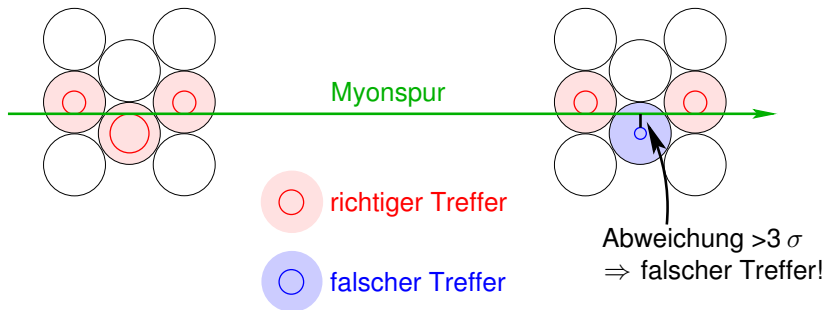 Myonspur
richtiger Treffer
falscher Treffer
Abweichung >3 σ
⇒ falscher Treffer!